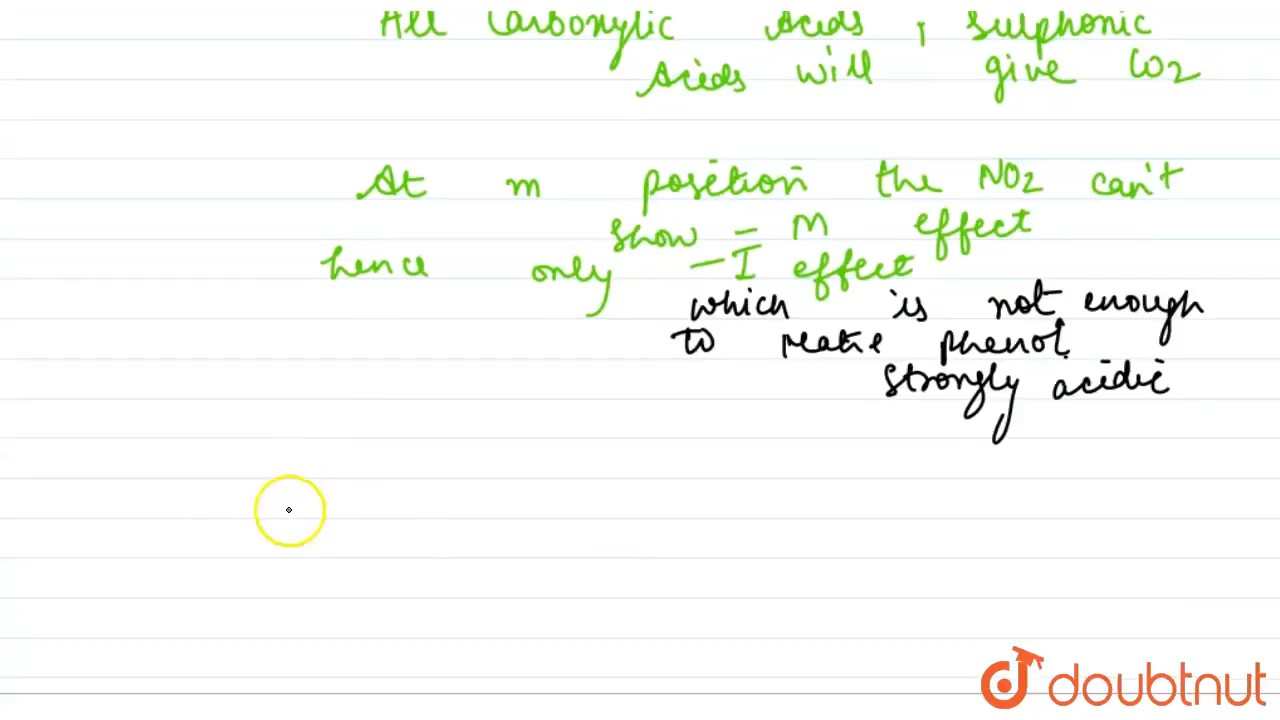 All Carboxylic Acids , Sulphonic
Acids will give CO2
At m position the NO2 can't
show - M effect
hence only - I effect
which is not enough
to make phenol
strongly acidic
doubtnut